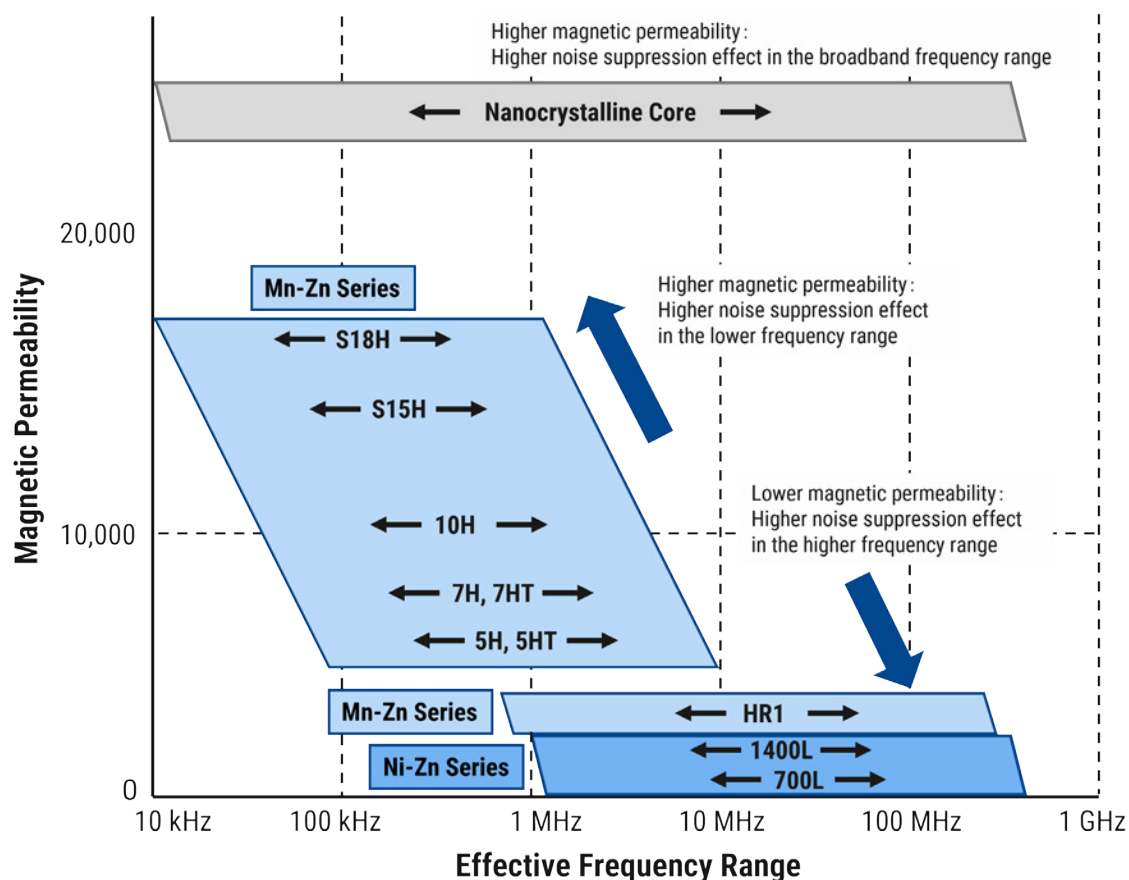 Higher magnetic permeability:
Higher noise suppression effect in the broadband frequency range
Nanocrystalline Core
20,000
Mn-Zn Series
Higher magnetic permeability:
Higher noise suppression effect
in the lower frequency range
S18H
S15H
Magnetic Permeability
Lower magnetic permeability:
Higher noise suppression effect
in the higher frequency range
10,000
10H
7H, 7HT
5H, 5HT
Mn-Zn Series
HR1
Ni-Zn Series
1400L
700L
0
10 kHz
100 kHz
1 MHz
10 MHz
100 MHz
1 GHz
Effective Frequency Range